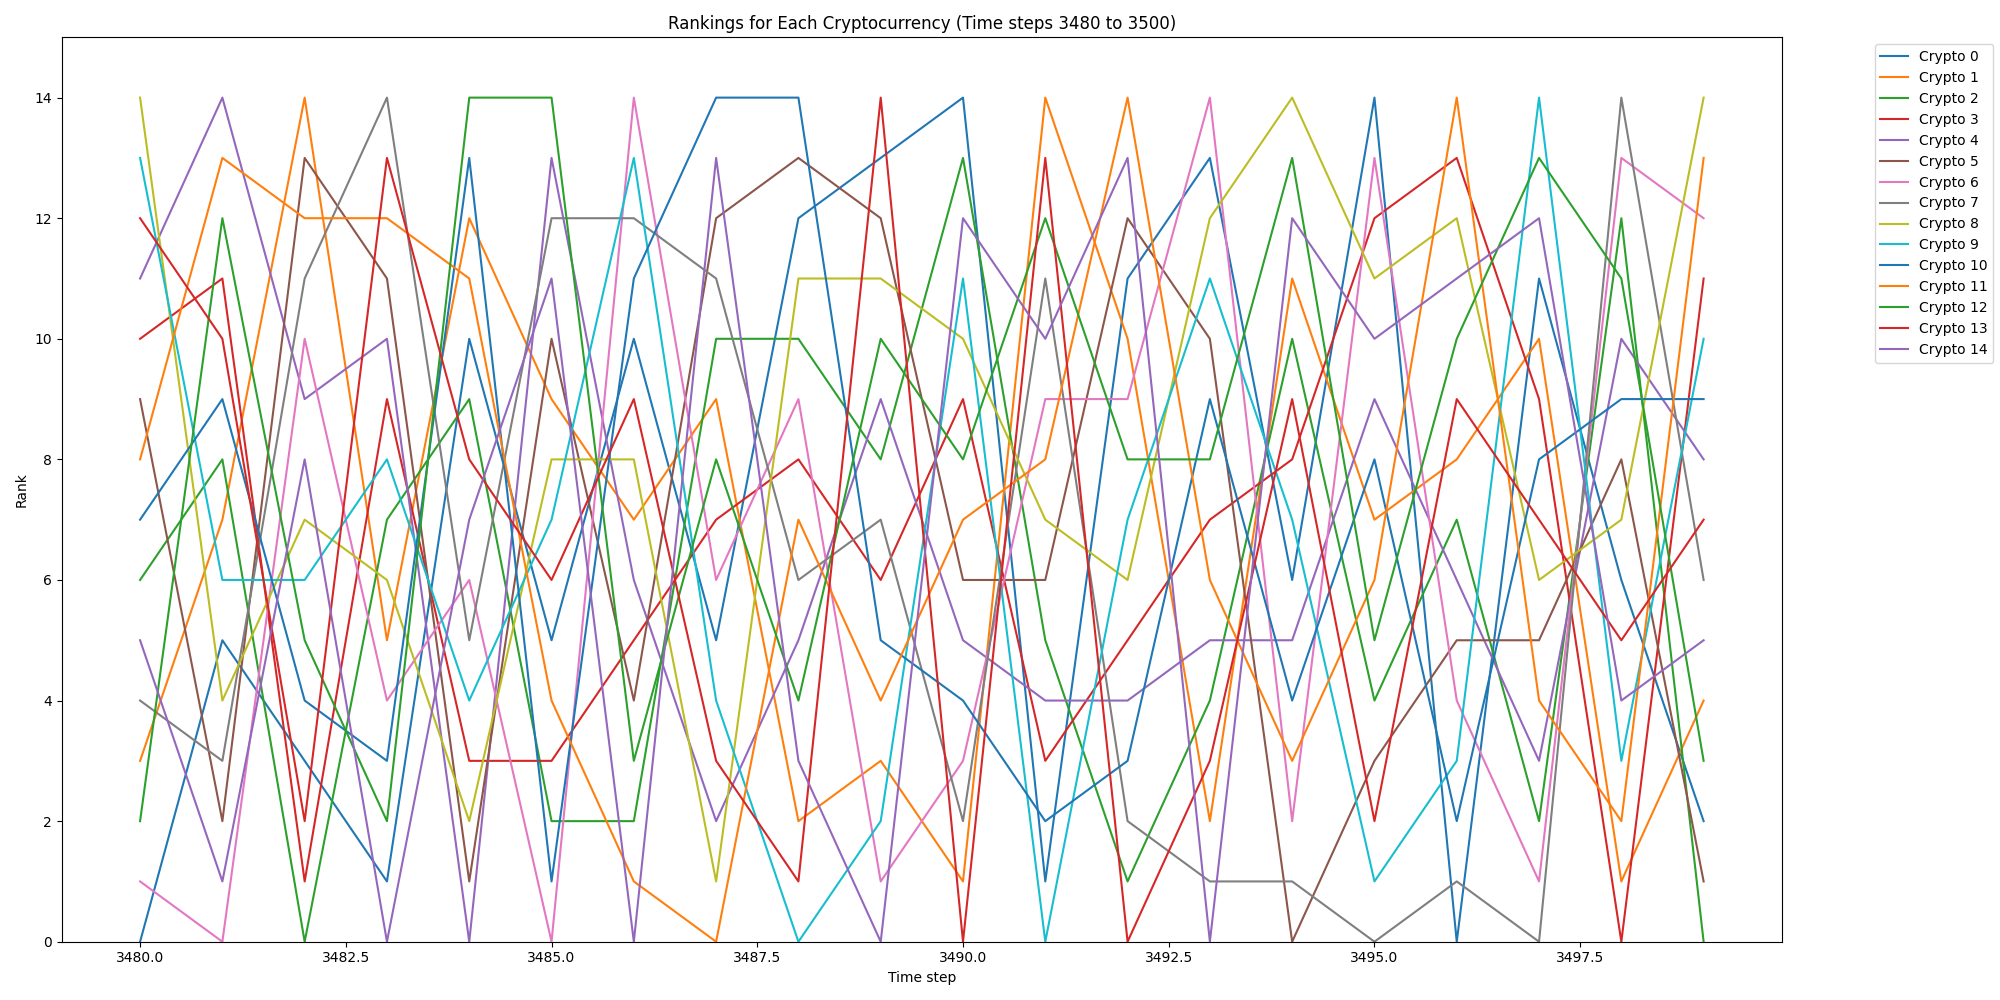 Rankings for Each Cryptocurrency (Time steps 3480 to 3500)
Rank
14
12
10
8
6
4
2
0
3480.0 3482.5 3485.0 3487.5 3490.0 3492.5 3495.0 3497.5
Time step
Crypto 0
Crypto 1
Crypto 2
Crypto 3
Crypto 4
Crypto 5
Crypto 6
Crypto 7
Crypto 8
Crypto 9
Crypto 10
Crypto 11
Crypto 12
Crypto 13
Crypto 14